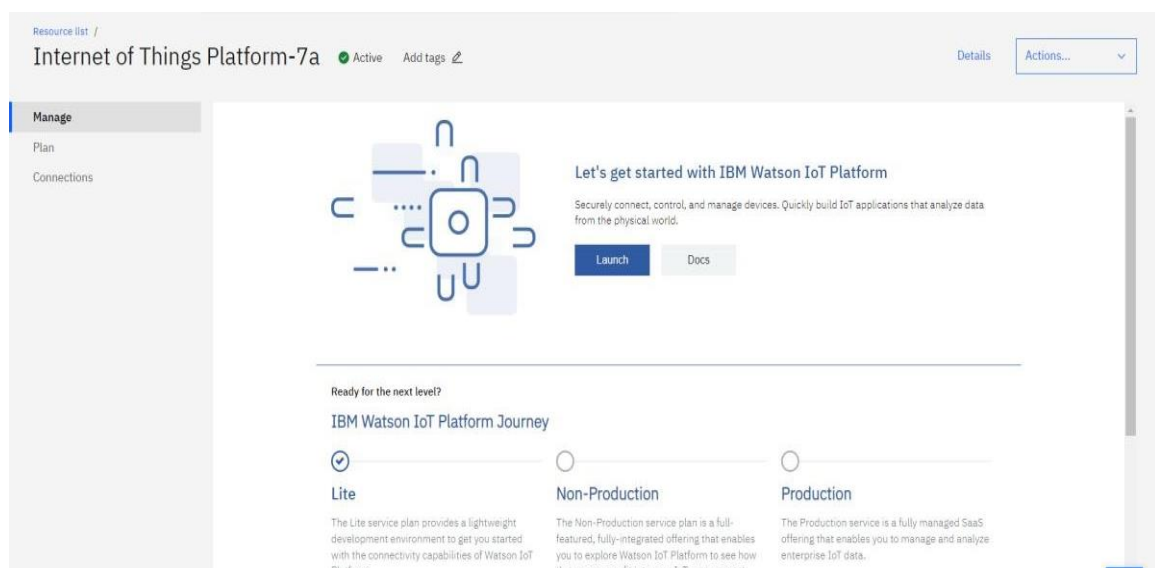 Resource list /
Internet of Things Platform-7a Active Add tags
Details
Actions...
Manage
Plan
Connections
Let's get started with IBM Watson IoT Platform
Securely connect, control, and manage devices. Quickly build IoT applications that analyze data
from the physical world.
Launch Docs
Ready for the next level?
IBM Watson IoT Platform Journey
Lite
The Lite service plan provides a lightweight
development environment to get you started
with the connectivity capabilities of Watson IoT
Non-Production
The Non-Production service plan is a full-
featured, fully-integrated offering that enables
you to explore Watson IoT Platform to see how
Production
The Production service is a fully managed SaaS
offering that enables you to manage and analyze
enterprise IoT data.